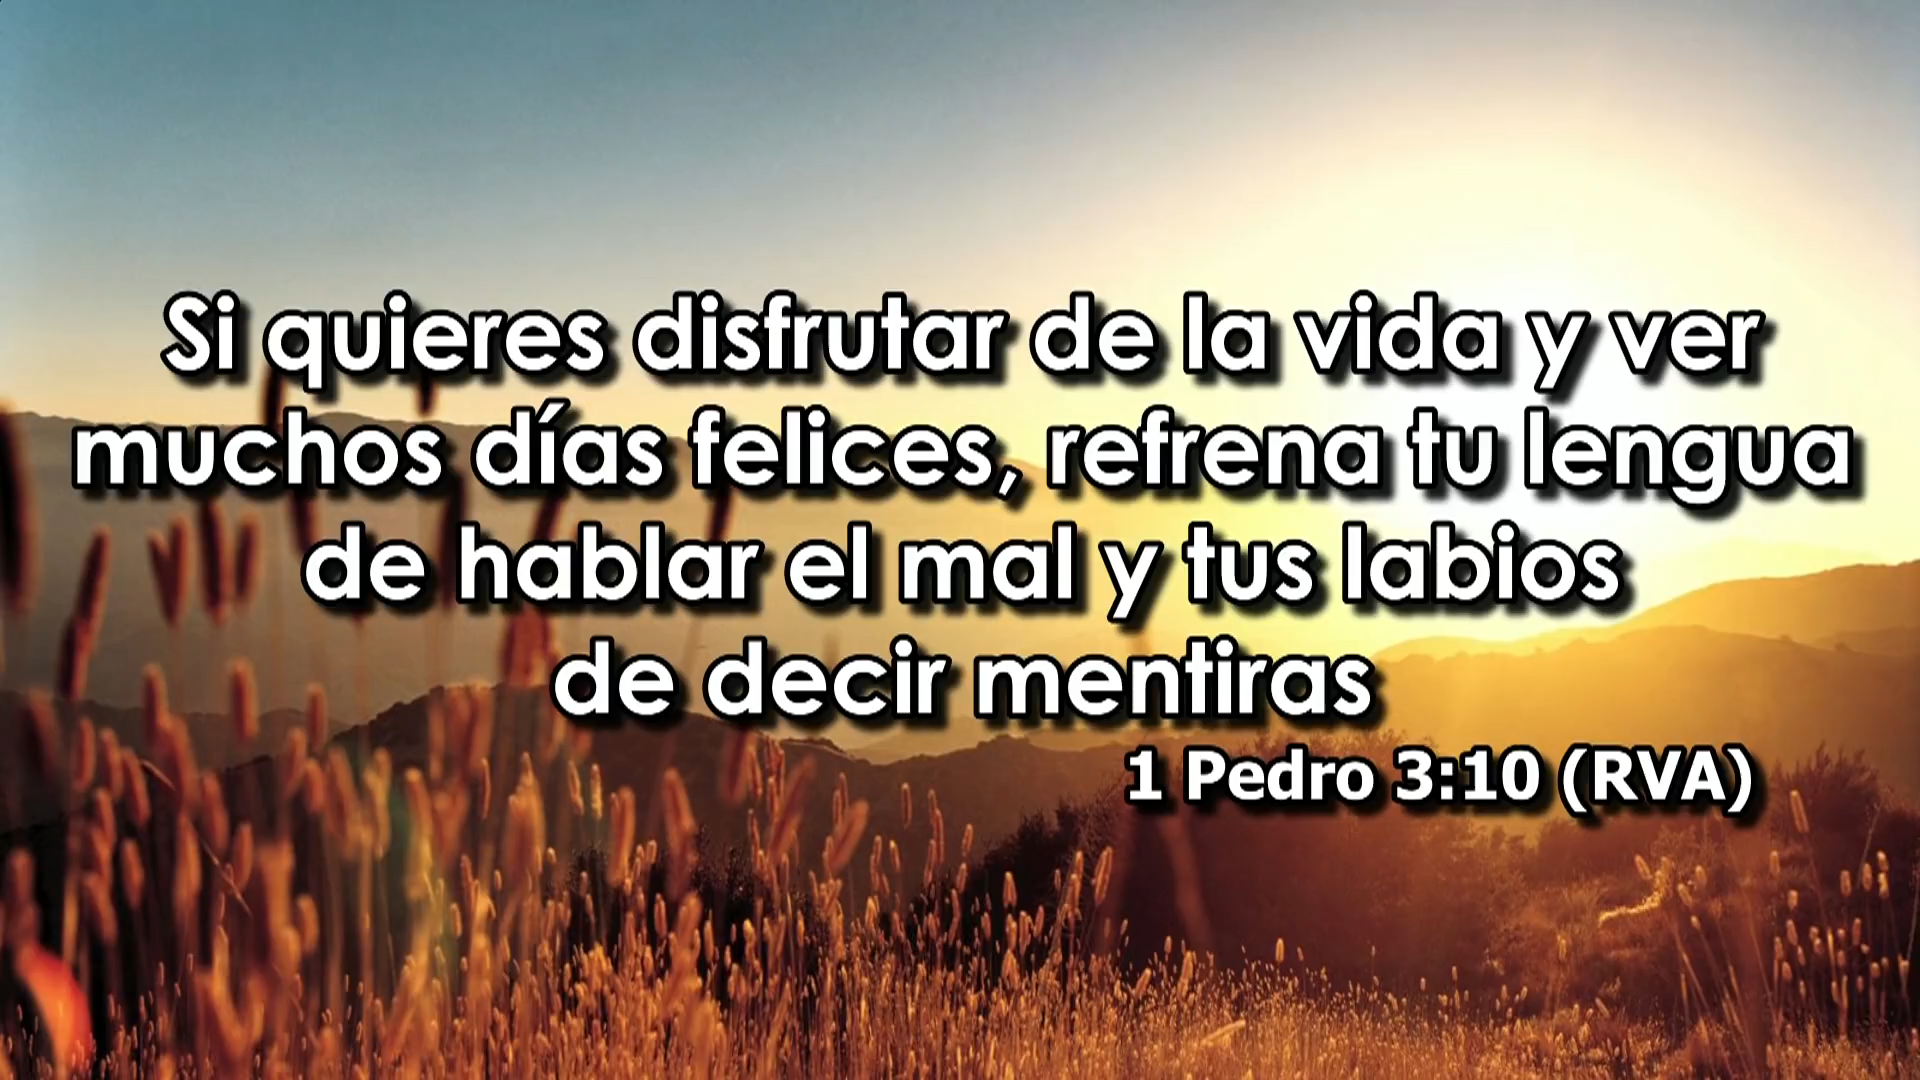 Si quieres disfrutar de la vida y ver
muchos días felices, refrena tu lengua
de hablar el mal y tus labios
de decir mentiras
1 Pedro 3:10 (RVA)